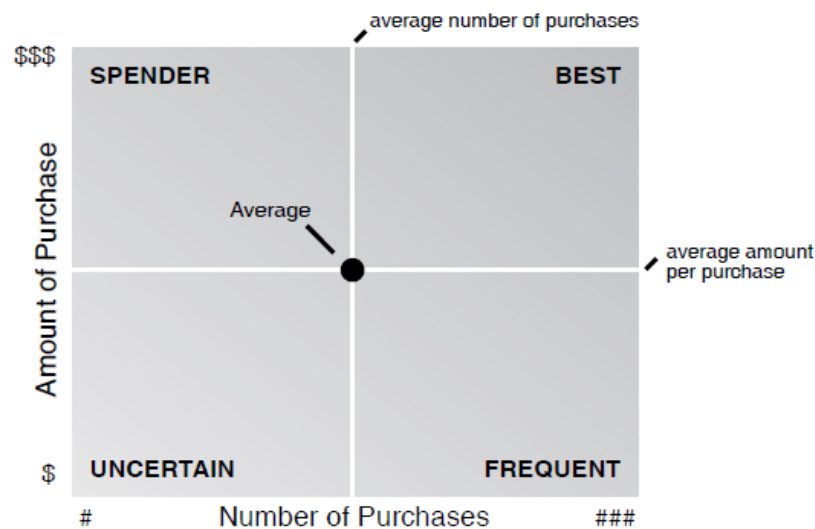 average number of purchases
$$$
SPENDER
BEST
Amount of Purchase
Average
average amount
per purchase
$
UNCERTAIN
FREQUENT
#
Number of Purchases
###